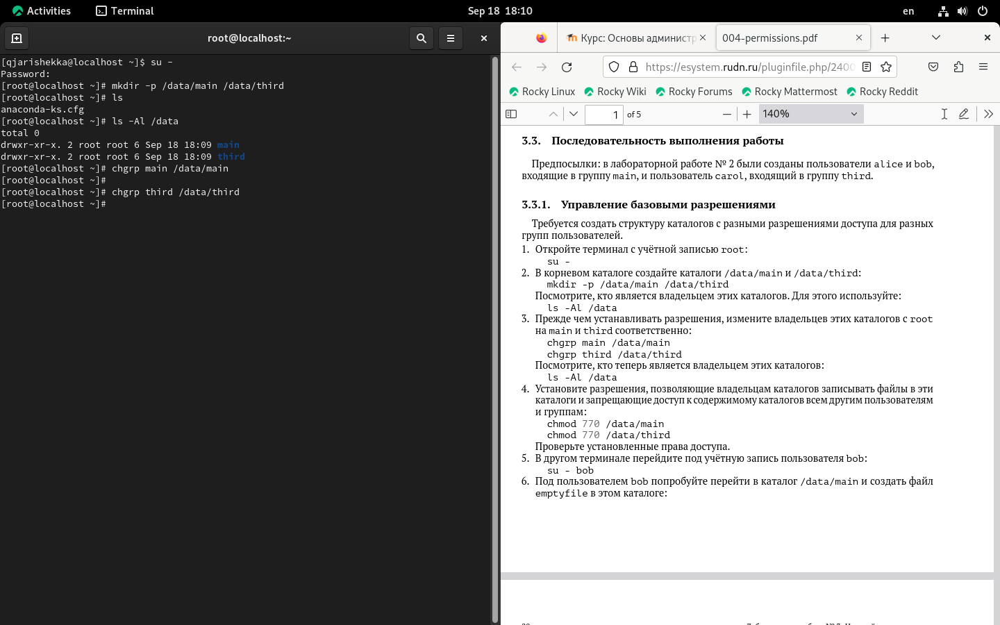 Activities
Terminal
Sep 18 18:10
en
root@localhost:~
[qjarishekka@localhost ~]$ su -
Password:
[root@localhost ~]# mkdir -p /data/main /data/third
[root@localhost ~]# ls
anaconda-ks.cfg
[root@localhost ~]# ls -Al /data
total 0
drwxr-xr-x. 2 root root 6 Sep 18 18:09 main
drwxr-xr-x. 2 root root 6 Sep 18 18:09 third
[root@localhost ~]# chgrp main /data/main
[root@localhost ~]#
[root@localhost ~]# chgrp third /data/third
[root@localhost ~]#
Курс: Основы администр
004-permissions.pdf
https://esystem.rudn.ru/pluginfile.php/2400
Rocky Linux
Rocky Wiki
Rocky Forums
Rocky Mattermost
Rocky Reddit
1 of 5
140%
3.3. Последовательность выполнения работы
Предпосылки: в лабораторной работе № 2 были созданы пользователи alice и bob,
входящие в группу main, и пользователь carol, входящий в группу third.
3.3.1. Управление базовыми разрешениями
Требуется создать структуру каталогов с разными разрешениями доступа для разных
групп пользователей.
1. Откройте терминал с учётной записью root:
su -
2. В корневом каталоге создайте каталоги /data/main и /data/third:
mkdir -p /data/main /data/third
Посмотрите, кто является владельцем этих каталогов. Для этого используйте:
ls -Al /data
3. Прежде чем устанавливать разрешения, измените владельцев этих каталогов с root
на main и third соответственно:
chgrp main /data/main
chgrp third /data/third
Посмотрите, кто теперь является владельцем этих каталогов:
ls -Al /data
4. Установите разрешения, позволяющие владельцам каталогов записывать файлы в эти
каталоги и запрещающие доступ к содержимому каталогов всем другим пользователям
и группам:
chmod 770 /data/main
chmod 770 /data/third
Проверьте установленные права доступа.
5. В другом терминале перейдите под учётную запись пользователя bob:
su - bob
6. Под пользователем bob попробуйте перейти в каталог /data/main и создать файл
emptyfile в этом каталоге: